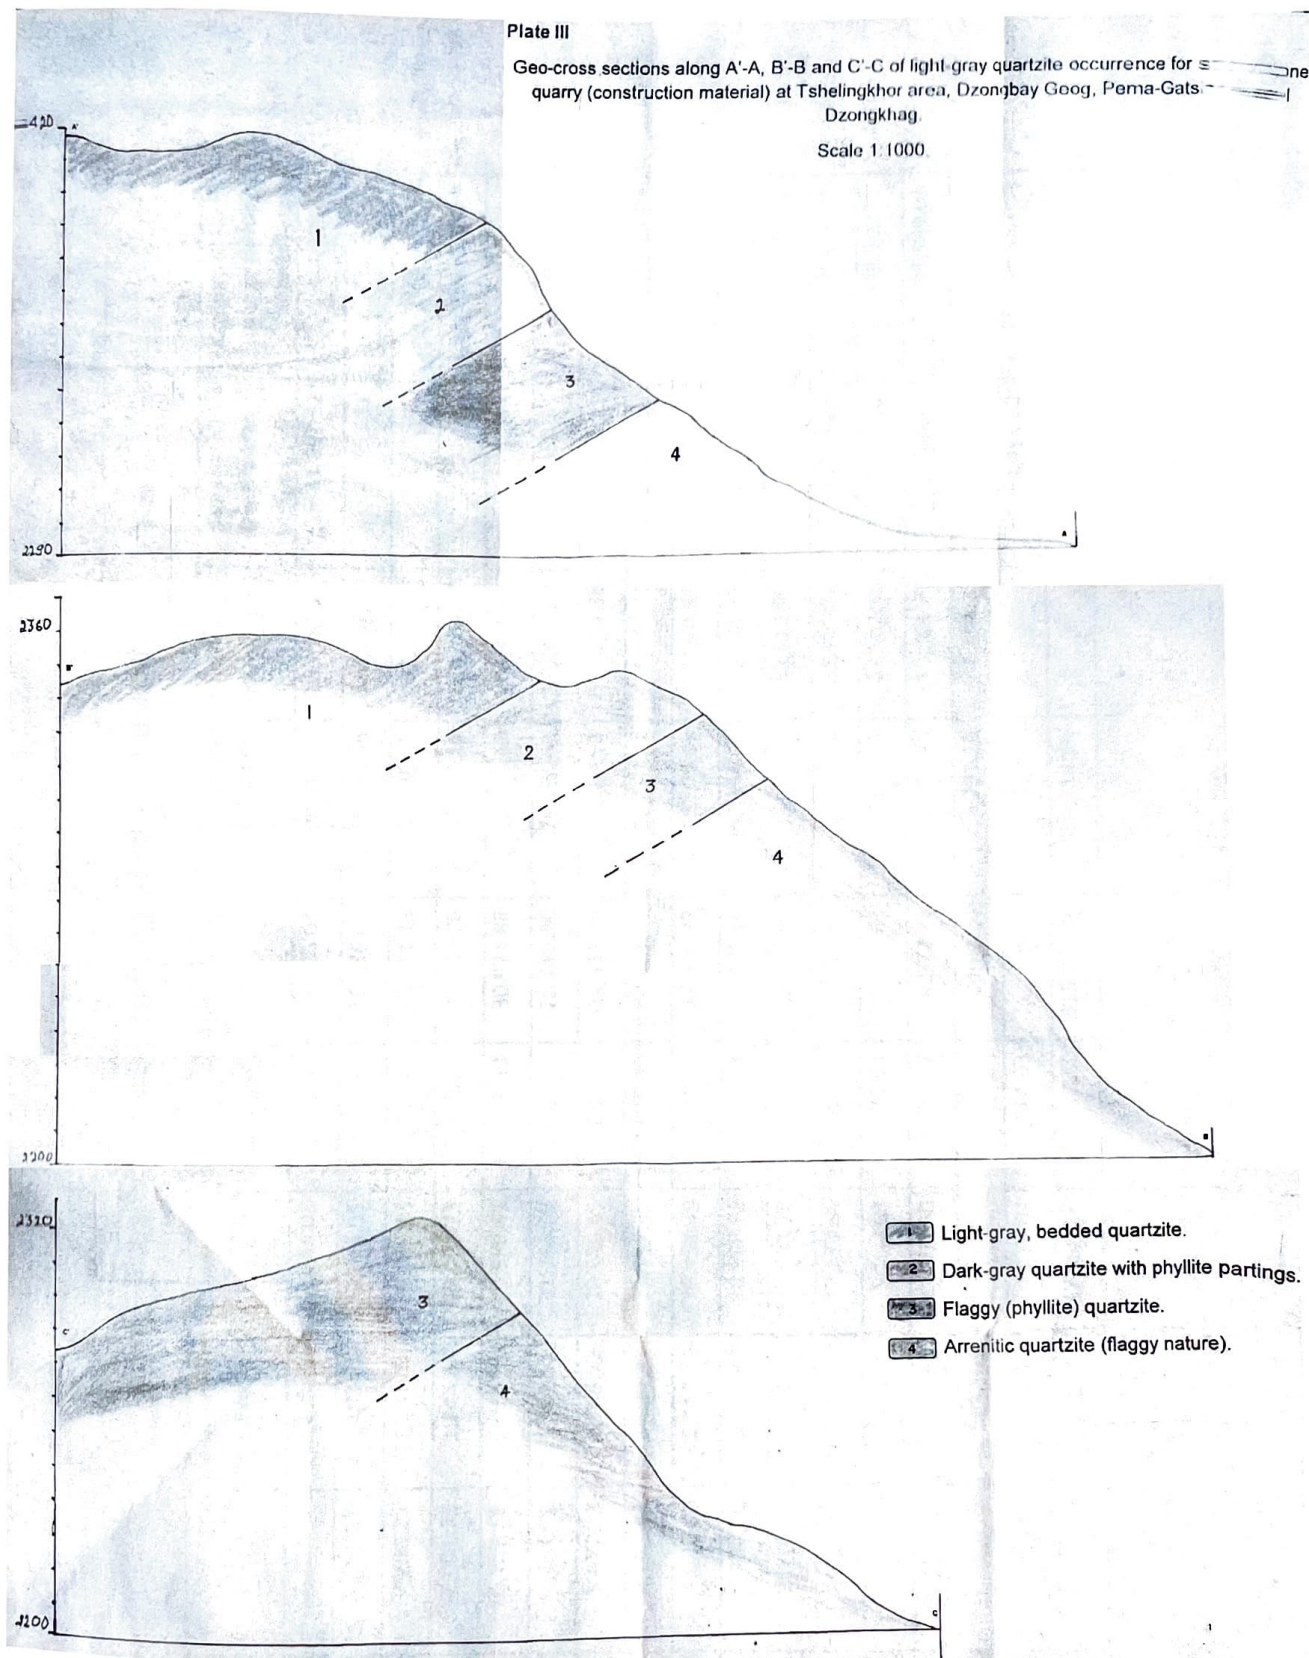 Plate III
Geo-cross sections along A'-A, B'-B and C'-C of light-gray quartzite occurrence for
quarry (construction material) at Tshelingkhor area, Dzongbay Goog, Pema-Gats
Dzongkhag.
Scale 1:1000.
420
A'
1
2
3
4
A
2190
2360
B'
1
2
3
4
B
2320
C'
3
4
C
1 Light-gray, bedded quartzite.
2 Dark-gray quartzite with phyllite partings.
3 Flaggy (phyllite) quartzite.
4 Arrenitic quartzite (flaggy nature).